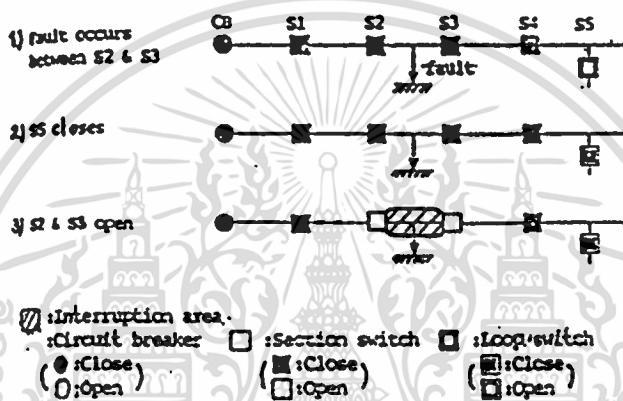 CB S1 S2 S3 S4 S5
1) fault occurs
between S2 & S3
fault
2) S5 closes
3) S2 & S3 open
:Interruption area.
:Circuit breaker :Section switch :Loop switch
:Close :Close :Close
:Open :Open :Open